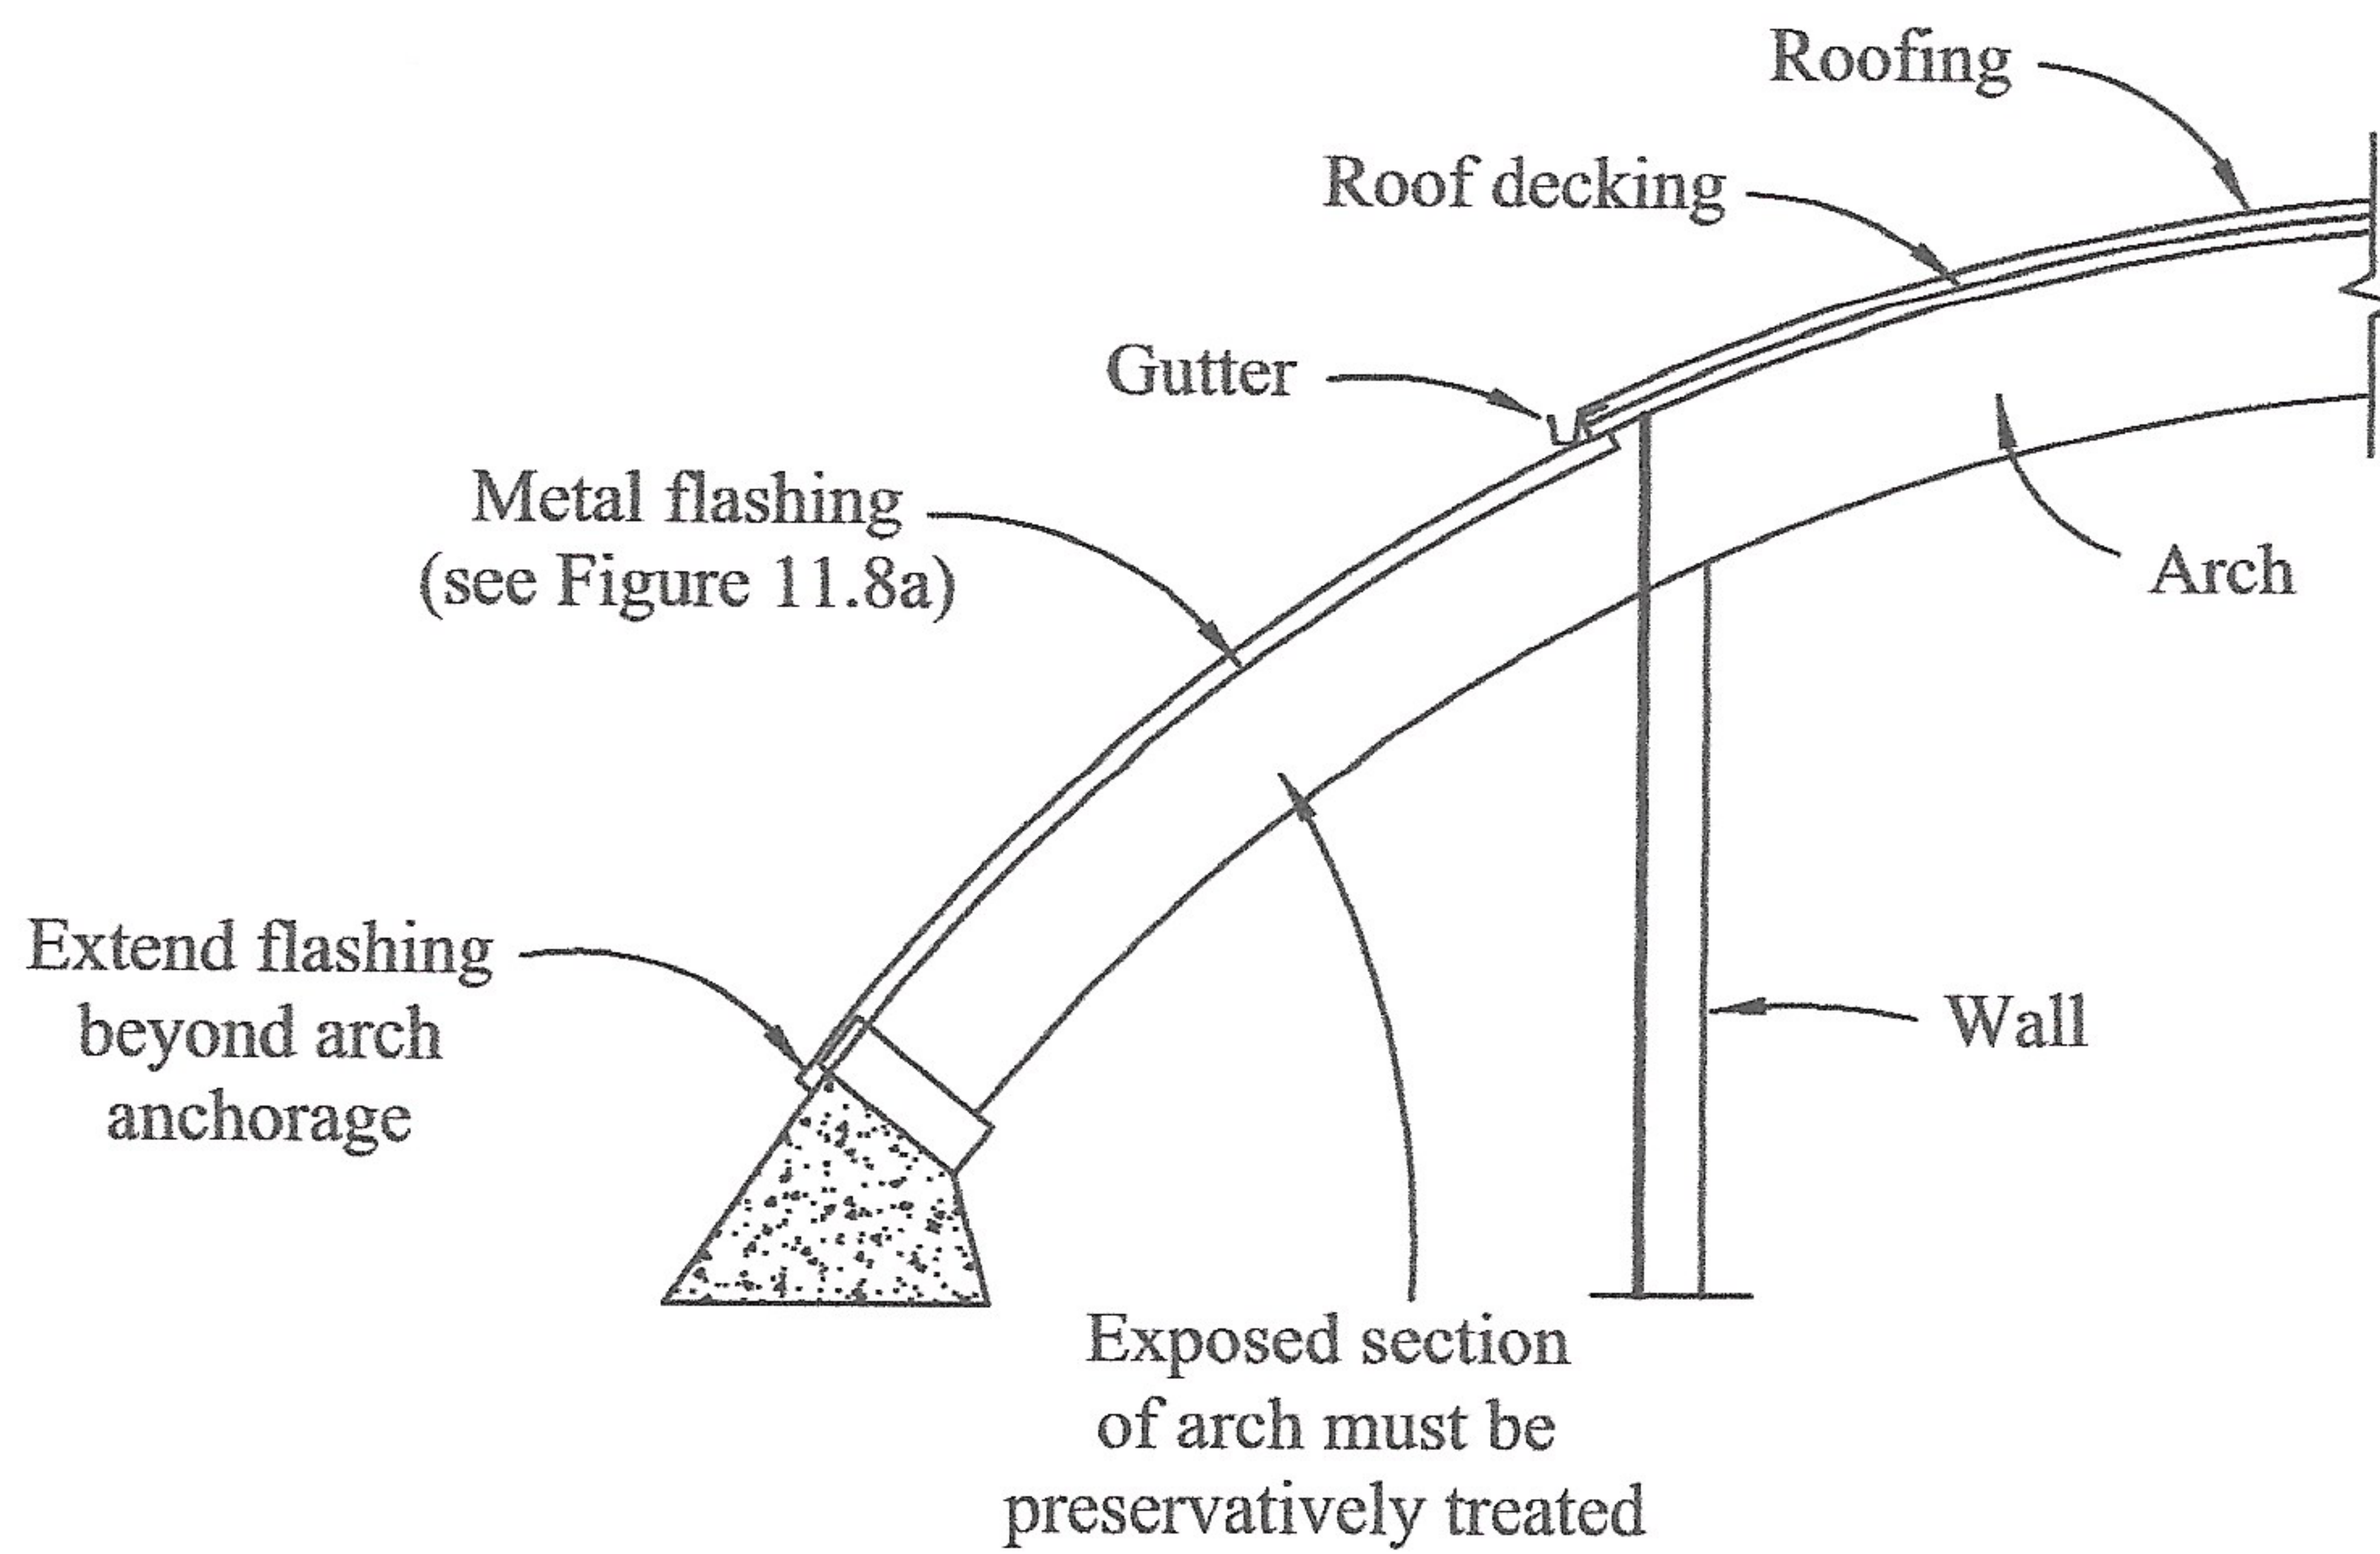 Roofing
Roof decking
Gutter
Metal flashing
(see Figure 11.8a)
Arch
Extend flashing
beyond arch
anchorage
Wall
Exposed section
of arch must be
preservatively treated